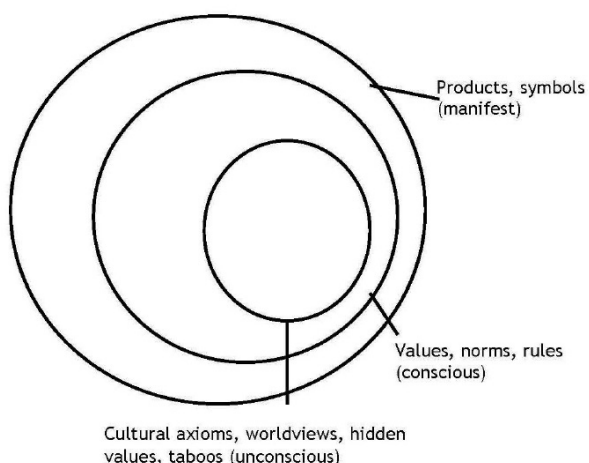 Products, symbols
(manifest)
Values, norms, rules
(conscious)
Cultural axioms, worldviews, hidden
values, taboos (unconscious)